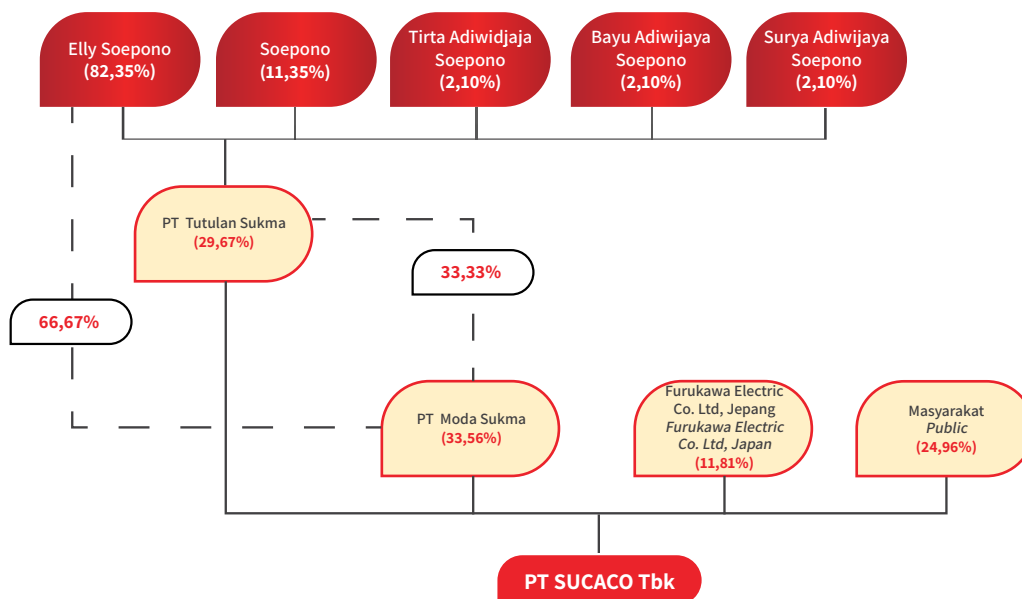 Elly Soepono
(82,35%)
Soepono
(11,35%)
Tirta Adiwidjaja
Soepono
(2,10%)
Bayu Adiwijaya
Soepono
(2,10%)
Surya Adiwijaya
Soepono
(2,10%)
PT Tutulan Sukma
(29,67%)
33,33%
66,67%
PT Moda Sukma
(33,56%)
Furukawa Electric
Co. Ltd, Jepang
Furukawa Electric
Co. Ltd, Japan
(11,81%)
Masyarakat
Public
(24,96%)
PT SUCACO Tbk